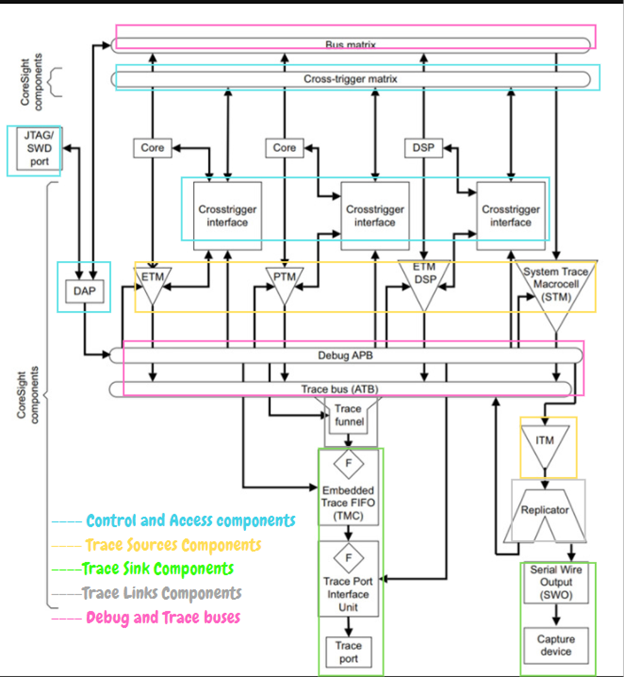 Bus matrix
CoreSight
components
Cross-trigger matrix
JTAG/
SWD
port
Core
Core
DSP
Crosstrigger
interface
Crosstrigger
interface
Crosstrigger
interface
DAP
ETM
PTM
ETM
DSP
System Trace
Macrocell
(STM)
Debug APB
Trace bus (ATB)
CoreSight
components
Trace
funnel
ITM
F
Embedded
Trace FIFO
(TMC)
Replicator
---- Control and Access components
---- Trace Sources Components
----Trace Sink Components
----Trace Links Components
---- Debug and Trace buses
F
Trace Port
Interface
Unit
Serial Wire
Output
(SWO)
Trace
port
Capture
device